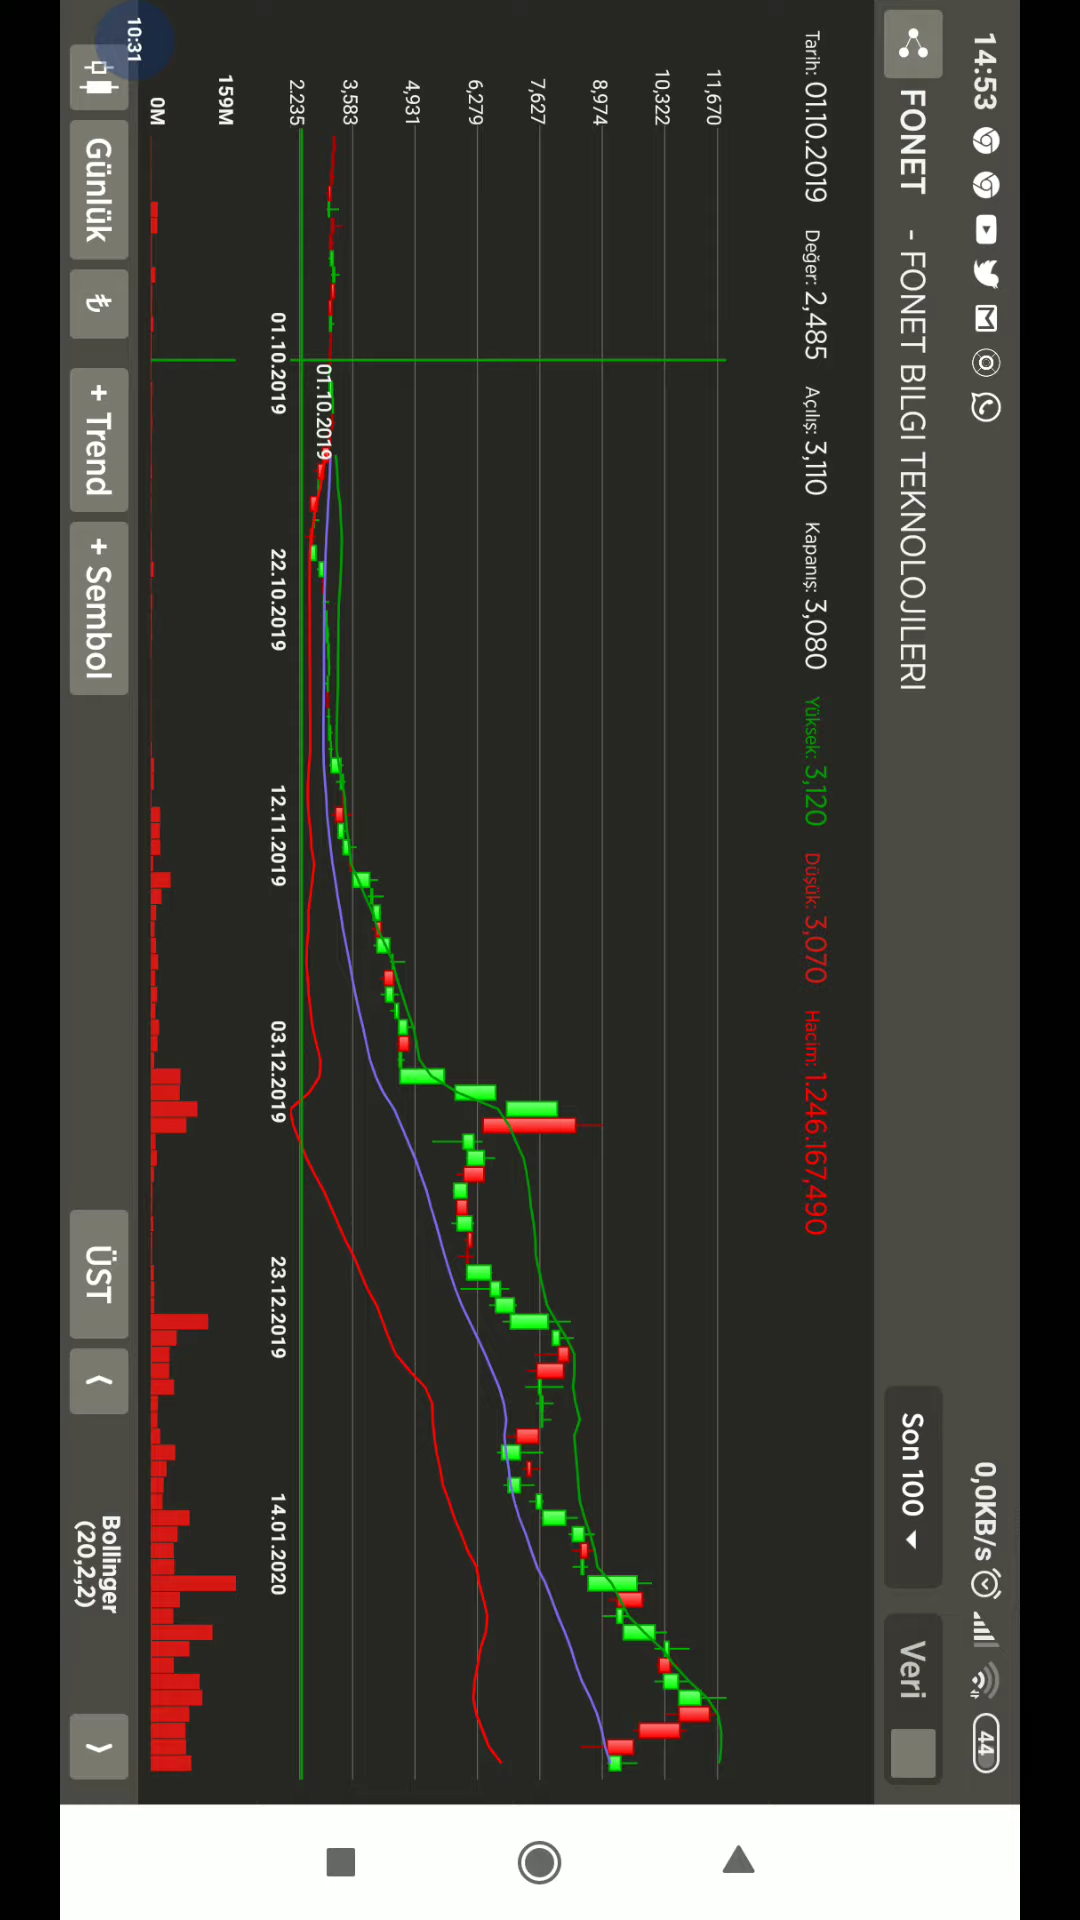 14:53
0,0KB/s
44
FONET - FONET BILGI TEKNOLOJILERI
Son 100
Veri
Tarih: 01.10.2019 Değer: 2,485 Açılış: 3,110 Kapanış: 3,080 Yüksek: 3,120 Düşük: 3,070 Hacim: 1.246.167,490
11,670
10,322
8,974
7,627
6,279
4,931
3,583
2.235
01.10.2019
01.10.2019 22.10.2019 12.11.2019 03.12.2019 23.12.2019 14.01.2020
159M
0M
10:31
Günlük
₺
+ Trend
+ Sembol
ÜST
Bollinger
(20,2,2)